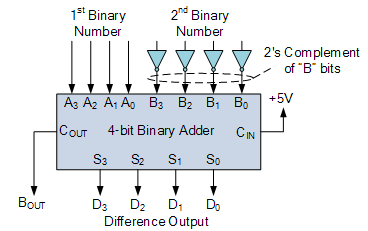 1st Binary Number
2nd Binary Number
2's Complement
of "B" bits
A3 A2 A1 A0 B3 B2 B1 B0
+5V
COUT 4-bit Binary Adder CIN
S3 S2 S1 S0
BOUT D3 D2 D1 D0
Difference Output